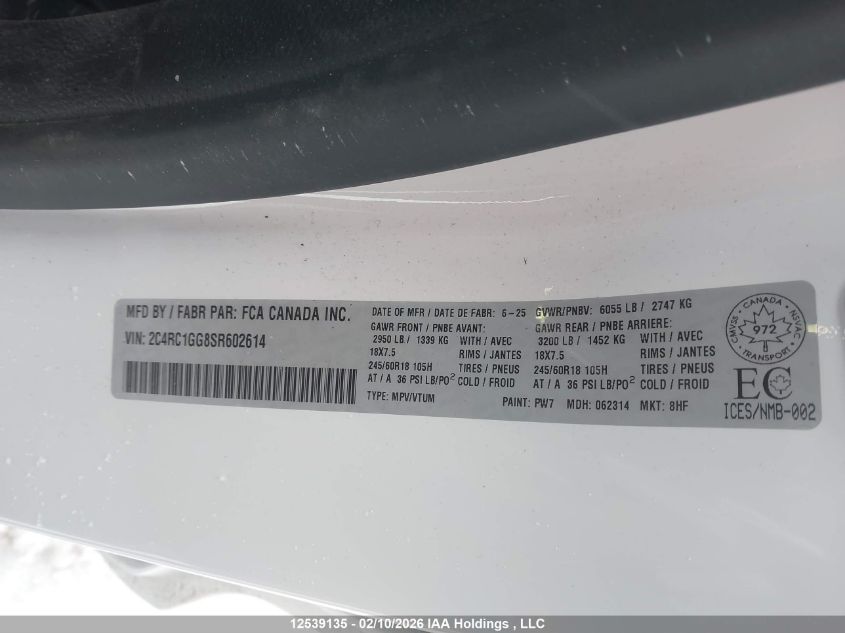 MFD BY / FABR PAR: FCA CANADA INC.
VIN: 2C4RC1GG8SR602614
DATE OF MFR / DATE DE FABR: 6-25 GVWR/PNBV: 6055 LB / 2747 KG
GAWR FRONT / PNBE AVANT: GAWR REAR / PNBE ARRIERE:
2950 LB / 1339 KG WITH / AVEC 3200 LB / 1452 KG WITH / AVEC
18X7.5 RIMS / JANTES 18X7.5 RIMS / JANTES
245/60R18 105H TIRES / PNEUS 245/60R18 105H TIRES / PNEUS
AT / A 36 PSI LB/PO² COLD / FROID AT / A 36 PSI LB/PO² COLD / FROID
TYPE: MPV/VTUM PAINT: PW7 MDH: 062314 MKT: 8HF
CANADA
CMVSS 972 NSVAC
TRANSPORT
EC
ICES/NMB-002
12539135 - 02/10/2026 IAA Holdings , LLC